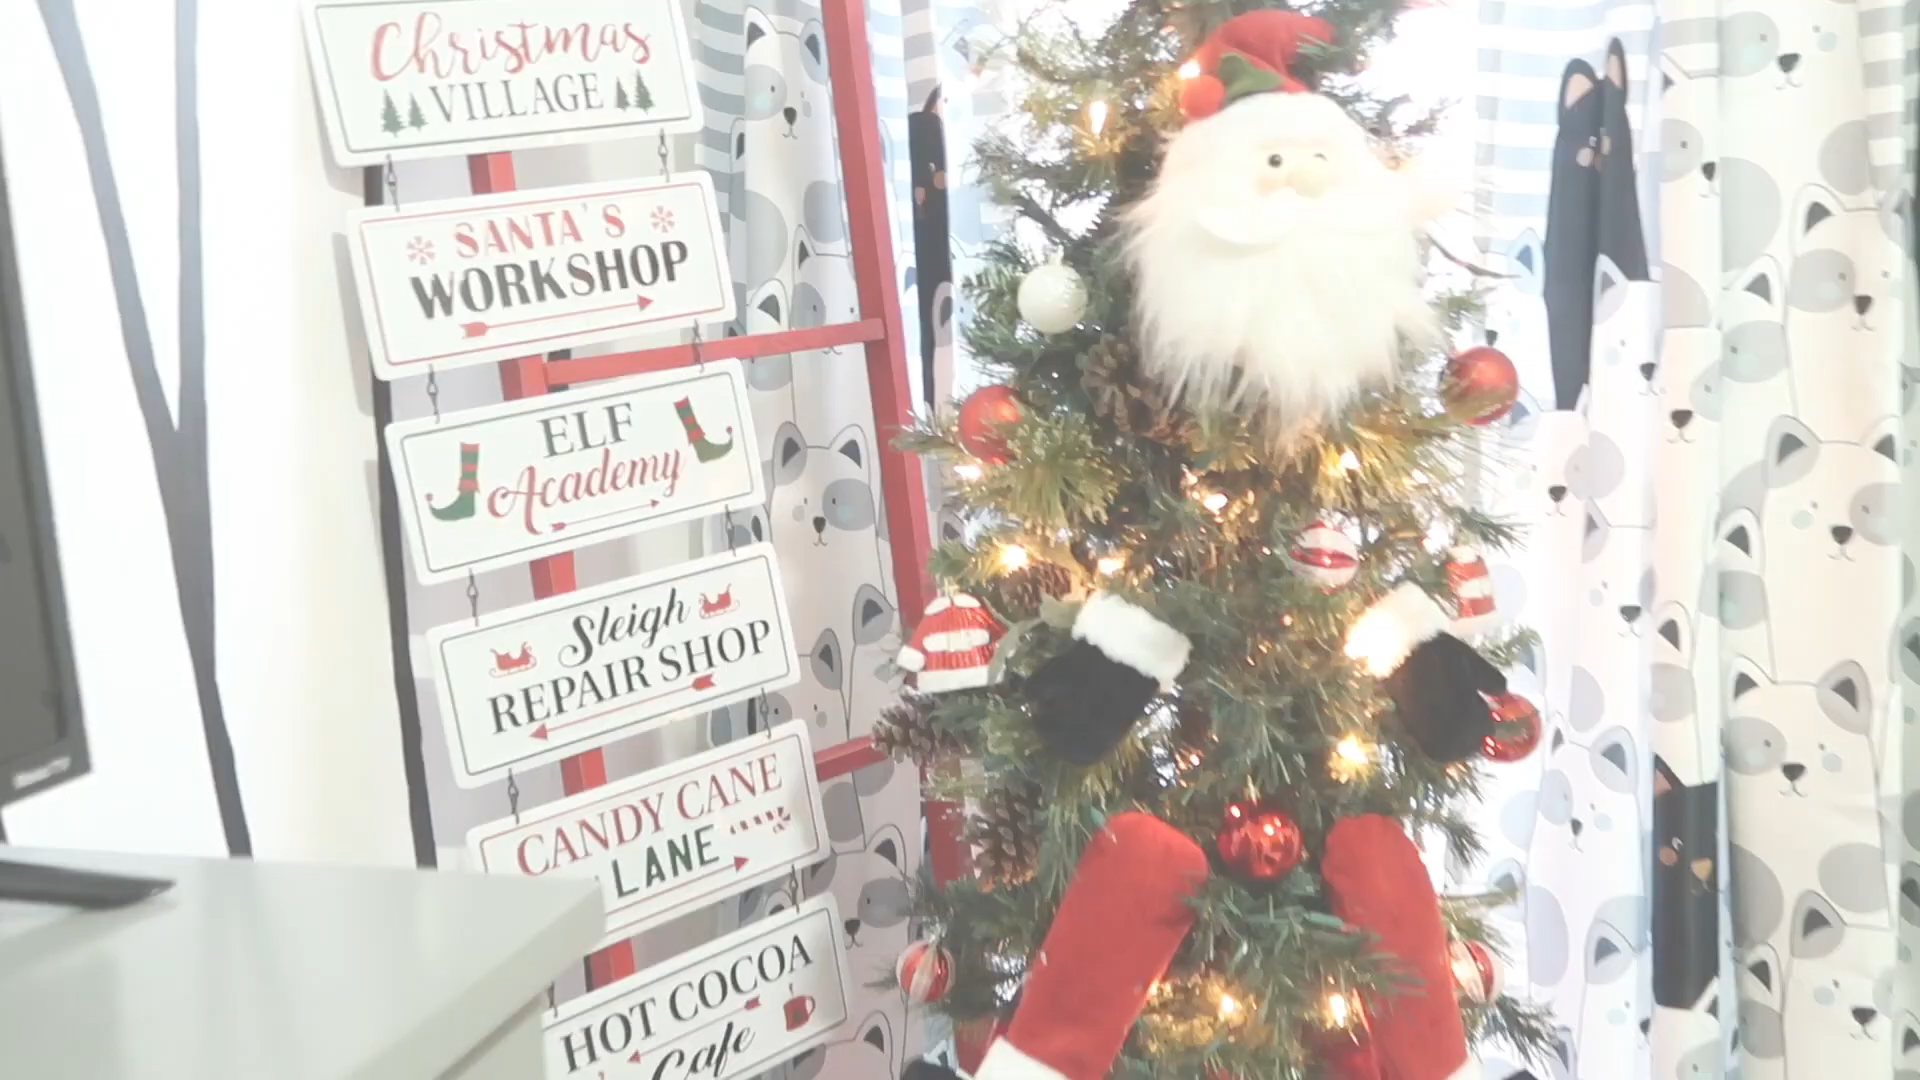 Christmas
VILLAGE
SANTA'S
WORKSHOP
ELF
Academy
Sleigh
REPAIR SHOP
CANDY CANE
LANE
HOT COCOA
Cafe